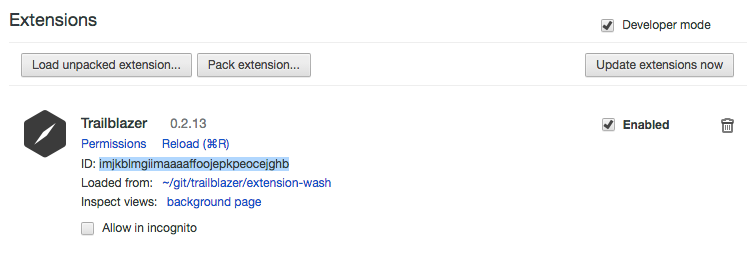 Extensions
Developer mode
Load unpacked extension... Pack extension... Update extensions now
Trailblazer 0.2.13 Enabled
Permissions Reload (⌘R)
ID: imjkblmgiimaaaaffoojepkpeocejghb
Loaded from: ~/git/trailblazer/extension-wash
Inspect views: background page
Allow in incognito